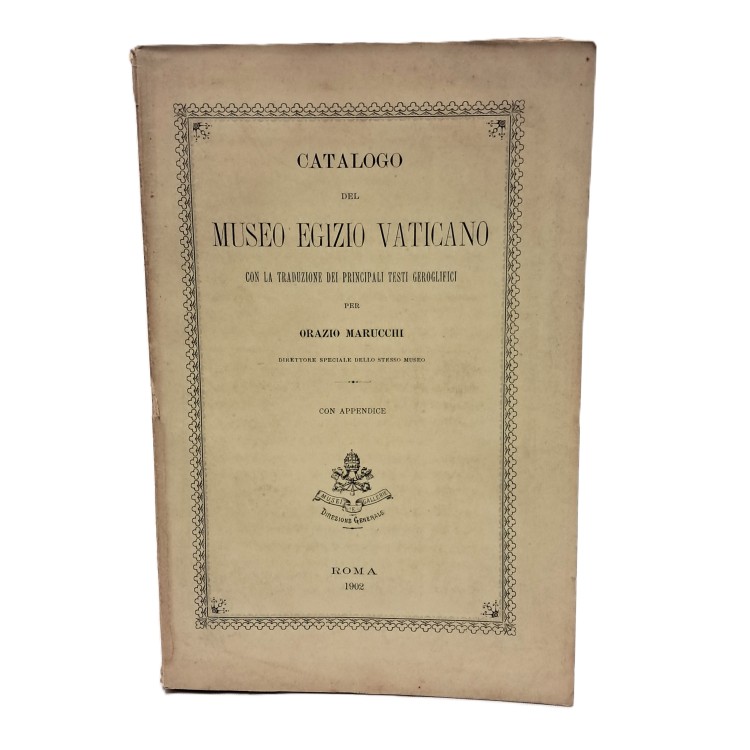 CATALOGO
DEL
MUSEO EGIZIO VATICANO
CON LA TRADUZIONE DEI PRINCIPALI TESTI GEROGLIFICI
PER
ORAZIO MARUCCHI
DIRETTORE SPECIALE DELLO STESSO MUSEO
CON APPENDICE
MUSEI E GALLERIE
DIREZIONE GENERALE
ROMA
1902